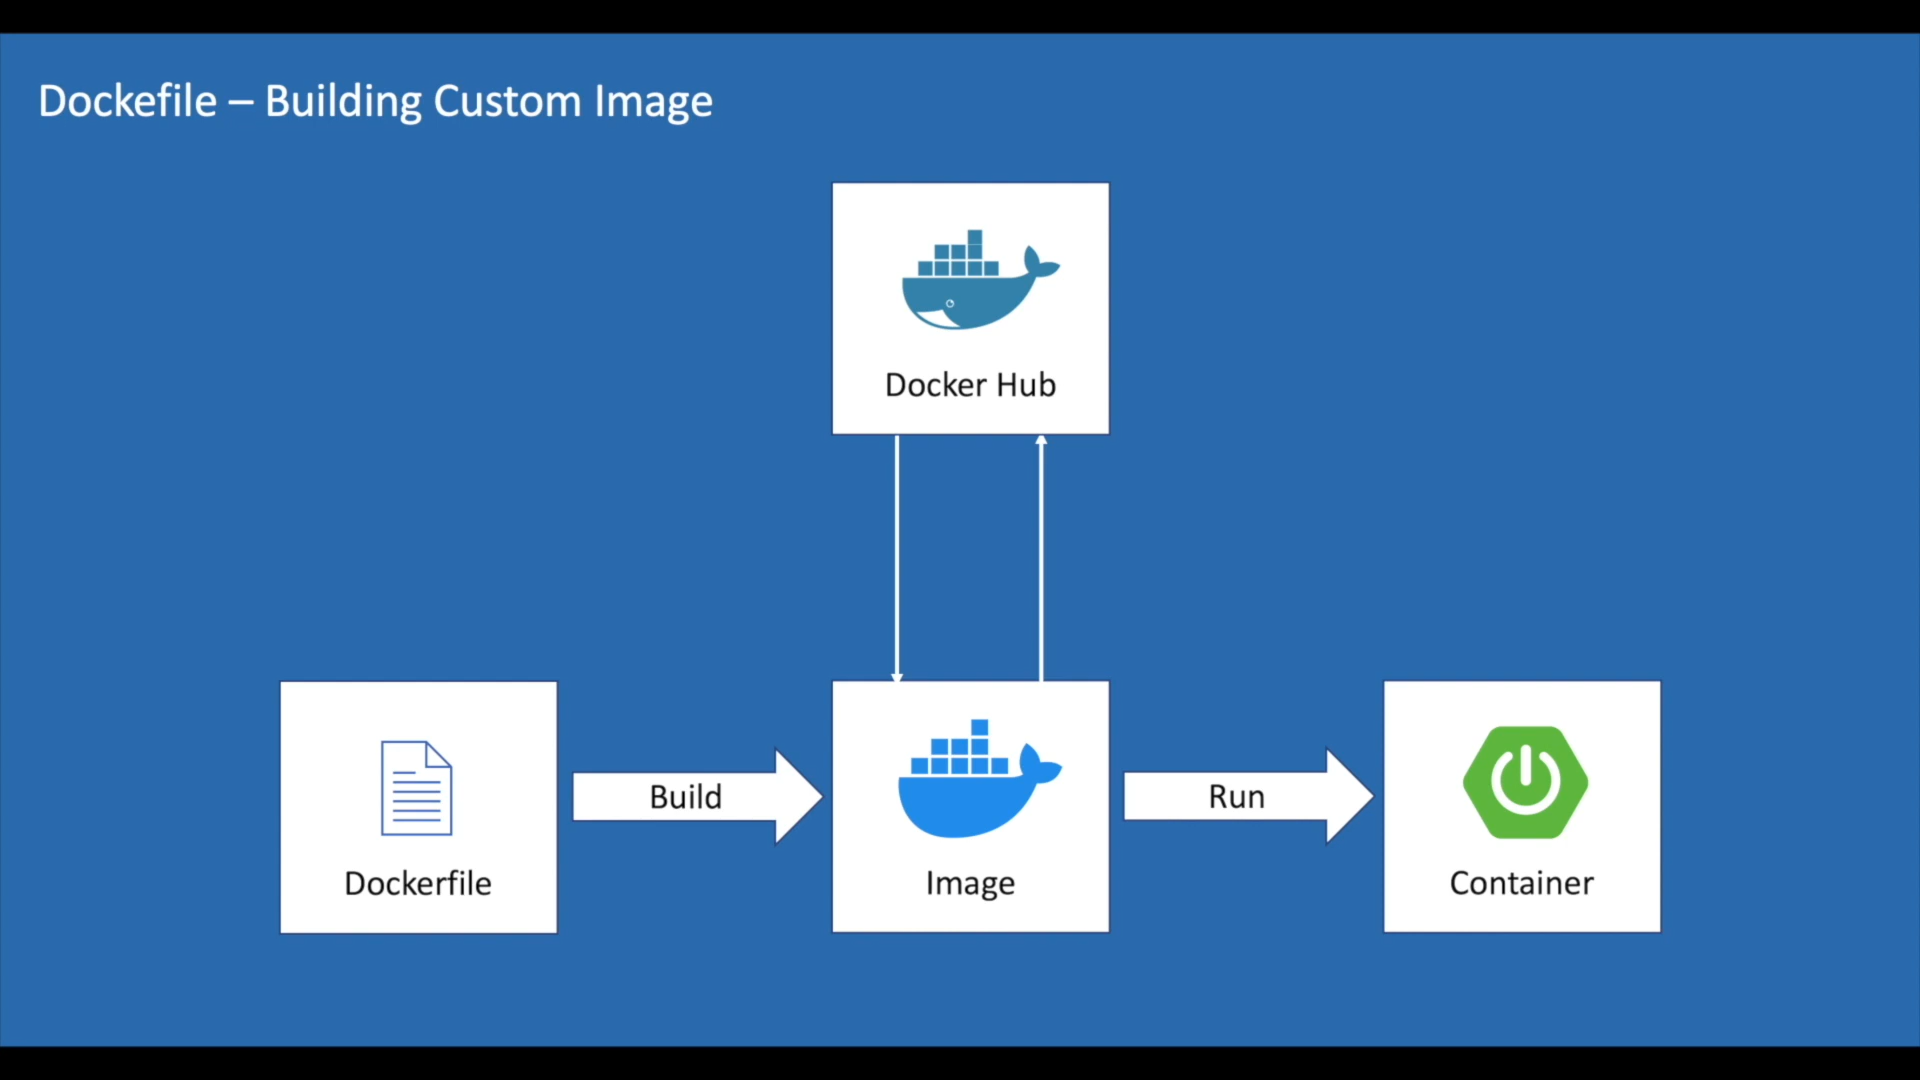 Dockefile – Building Custom Image
Docker Hub
Dockerfile
Build
Image
Run
Container